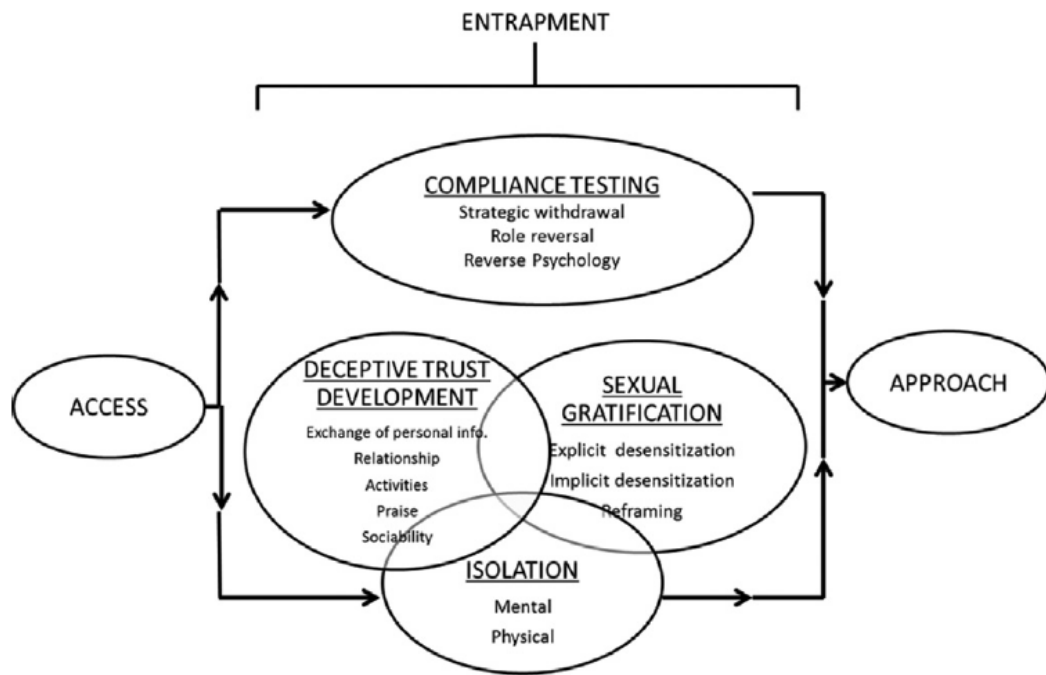 ENTRAPMENT
COMPLIANCE TESTING
Strategic withdrawal
Role reversal
Reverse Psychology
ACCESS
DECEPTIVE TRUST
DEVELOPMENT
Exchange of personal info.
Relationship
Activities
Praise
Sociability
SEXUAL
GRATIFICATION
Explicit desensitization
Implicit desensitization
Reframing
ISOLATION
Mental
Physical
APPROACH